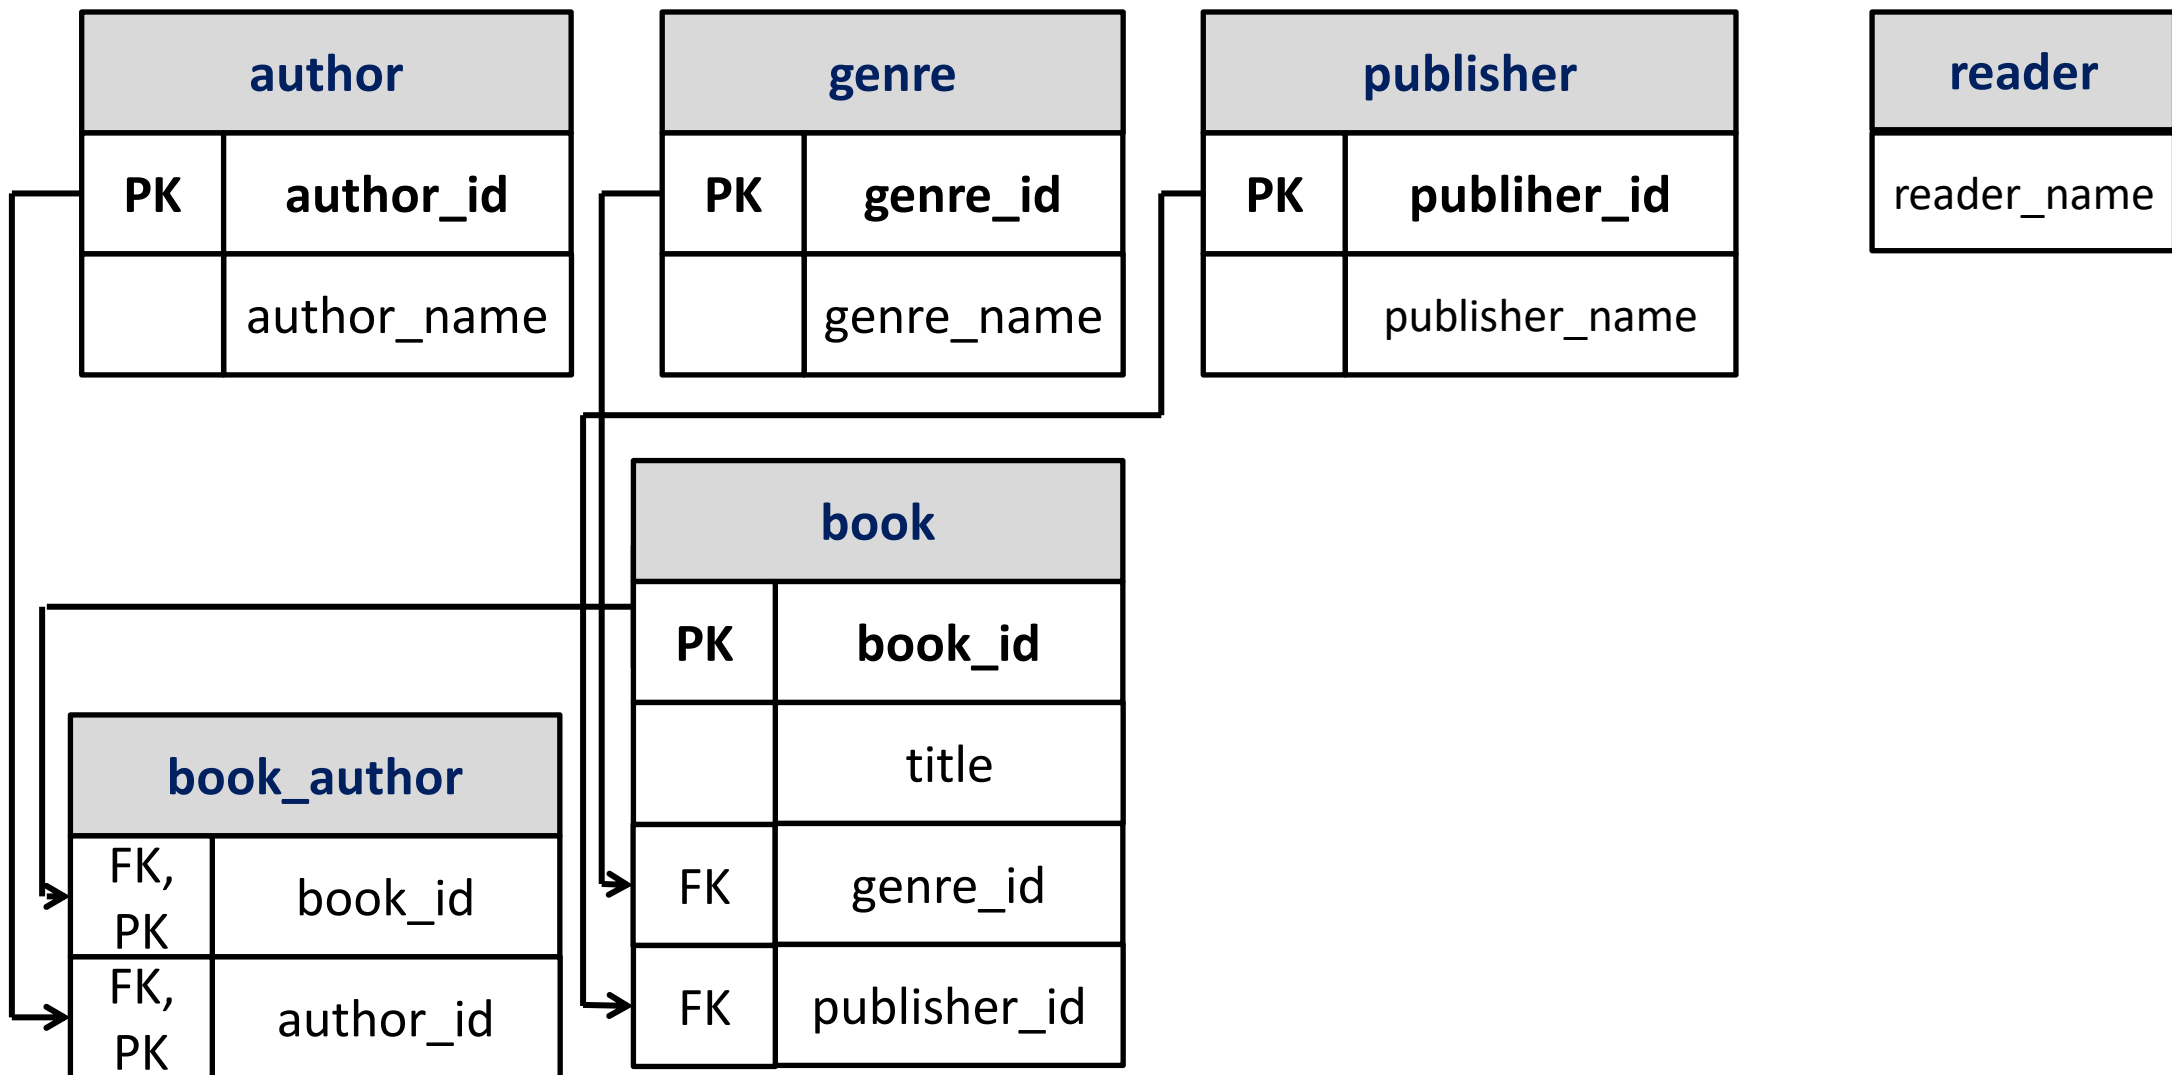 author
PK author_id
author_name
genre
PK genre_id
genre_name
publisher
PK publiher_id
publisher_name
reader
reader_name
book
PK book_id
title
FK genre_id
FK publisher_id
book_author
FK,
PK book_id
FK,
PK author_id